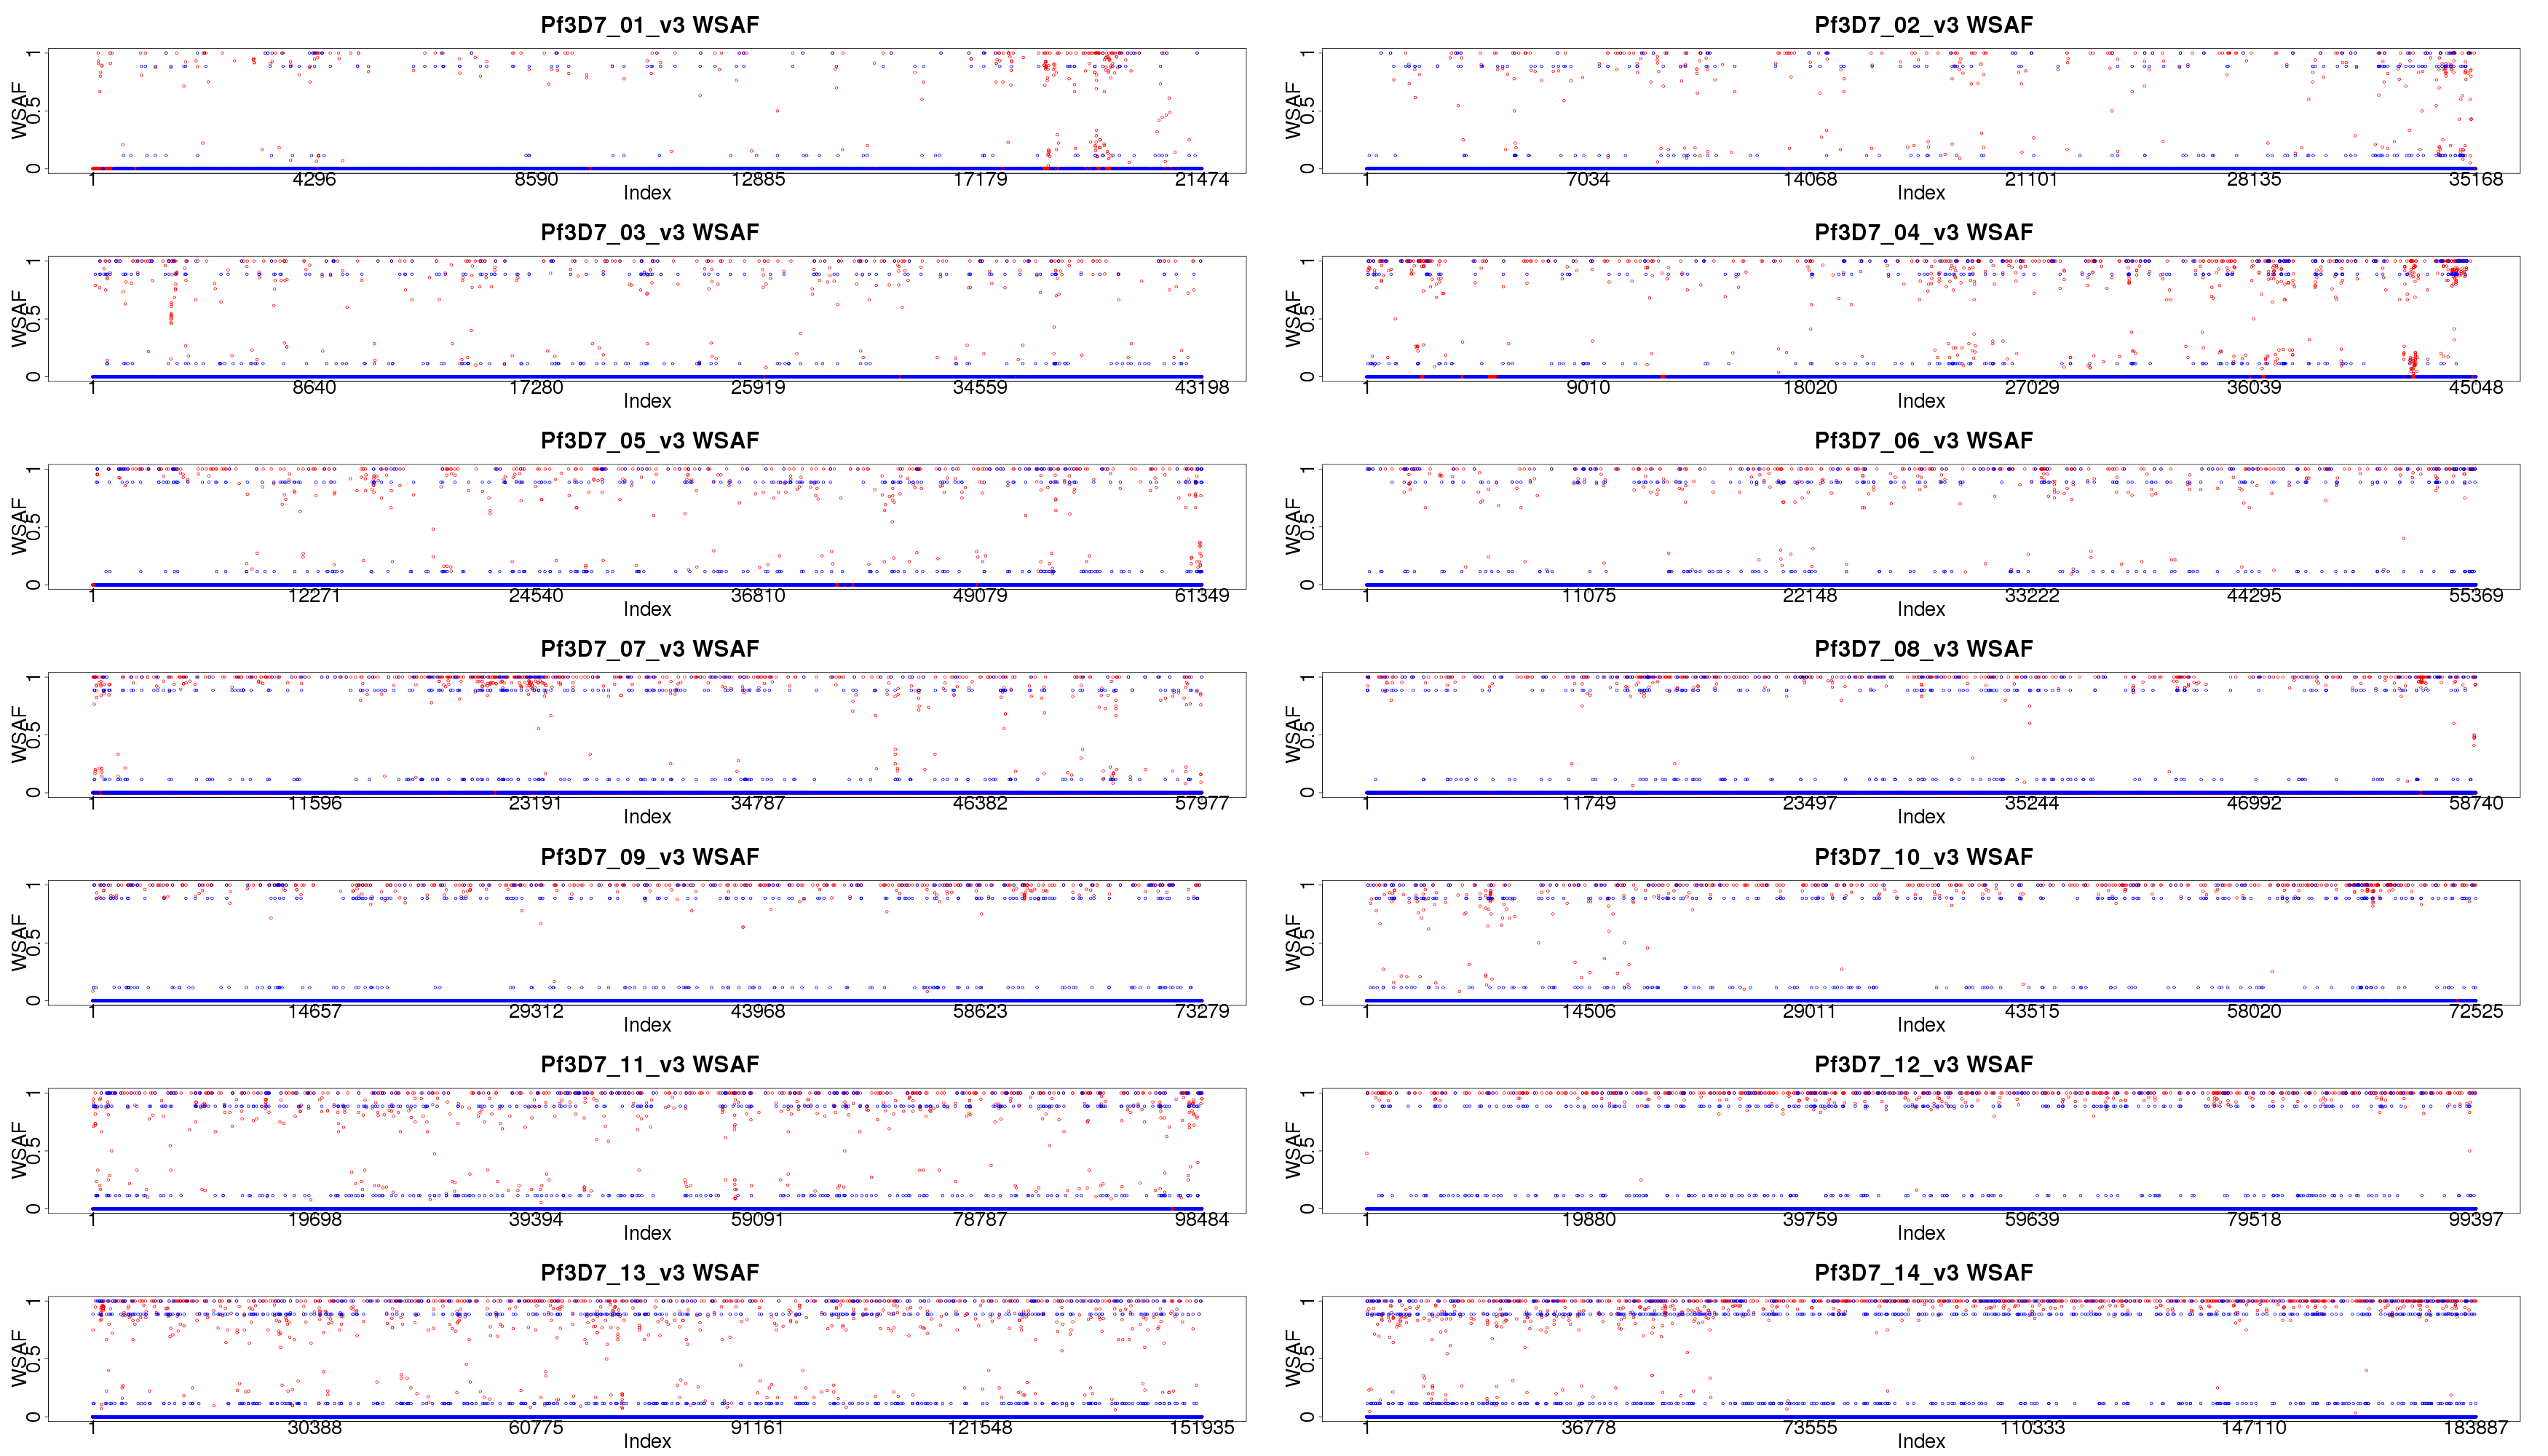 Pf3D7_01_v3 WSAF
WSAF
0 0.5 1
1 4296 8590 12885 17179 21474
Index
Pf3D7_02_v3 WSAF
WSAF
0 0.5 1
1 7034 14068 21101 28135 35168
Index
Pf3D7_03_v3 WSAF
WSAF
0 0.5 1
1 8640 17280 25919 34559 43198
Index
Pf3D7_04_v3 WSAF
WSAF
0 0.5 1
1 9010 18020 27029 36039 45048
Index
Pf3D7_05_v3 WSAF
WSAF
0 0.5 1
1 12271 24540 36810 49079 61349
Index
Pf3D7_06_v3 WSAF
WSAF
0 0.5 1
1 11075 22148 33222 44295 55369
Index
Pf3D7_07_v3 WSAF
WSAF
0 0.5 1
1 11596 23191 34787 46382 57977
Index
Pf3D7_08_v3 WSAF
WSAF
0 0.5 1
1 11749 23497 35244 46992 58740
Index
Pf3D7_09_v3 WSAF
WSAF
0 0.5 1
1 14657 29312 43968 58623 73279
Index
Pf3D7_10_v3 WSAF
WSAF
0 0.5 1
1 14506 29011 43515 58020 72525
Index
Pf3D7_11_v3 WSAF
WSAF
0 0.5 1
1 19698 39394 59091 78787 98484
Index
Pf3D7_12_v3 WSAF
WSAF
0 0.5 1
1 19880 39759 59639 79518 99397
Index
Pf3D7_13_v3 WSAF
WSAF
0 0.5 1
1 30388 60775 91161 121548 151935
Index
Pf3D7_14_v3 WSAF
WSAF
0 0.5 1
1 36778 73555 110333 147110 183887
Index